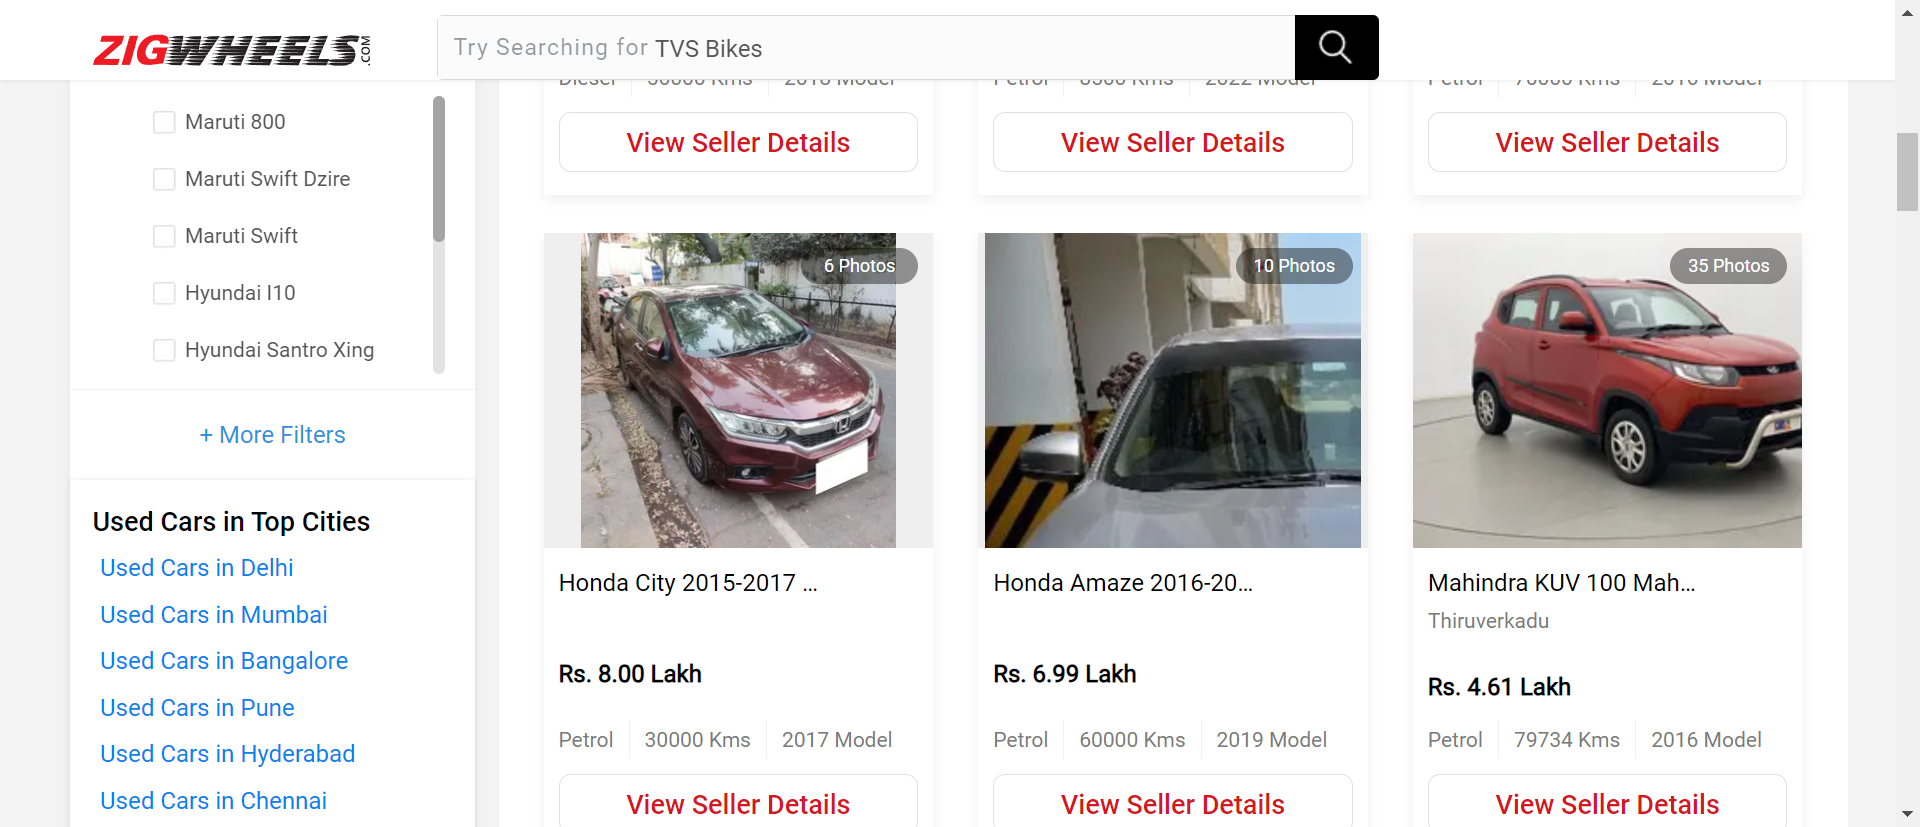 ZIGWHEELS.COM
Try Searching for TVS Bikes
Maruti 800
Maruti Swift Dzire
Maruti Swift
Hyundai I10
Hyundai Santro Xing
+ More Filters
Used Cars in Top Cities
Used Cars in Delhi
Used Cars in Mumbai
Used Cars in Bangalore
Used Cars in Pune
Used Cars in Hyderabad
Used Cars in Chennai
View Seller Details
View Seller Details
View Seller Details
6 Photos
Honda City 2015-2017 ...
Rs. 8.00 Lakh
Petrol 30000 Kms 2017 Model
View Seller Details
10 Photos
Honda Amaze 2016-20...
Rs. 6.99 Lakh
Petrol 60000 Kms 2019 Model
View Seller Details
35 Photos
Mahindra KUV 100 Mah...
Thiruverkadu
Rs. 4.61 Lakh
Petrol 79734 Kms 2016 Model
View Seller Details